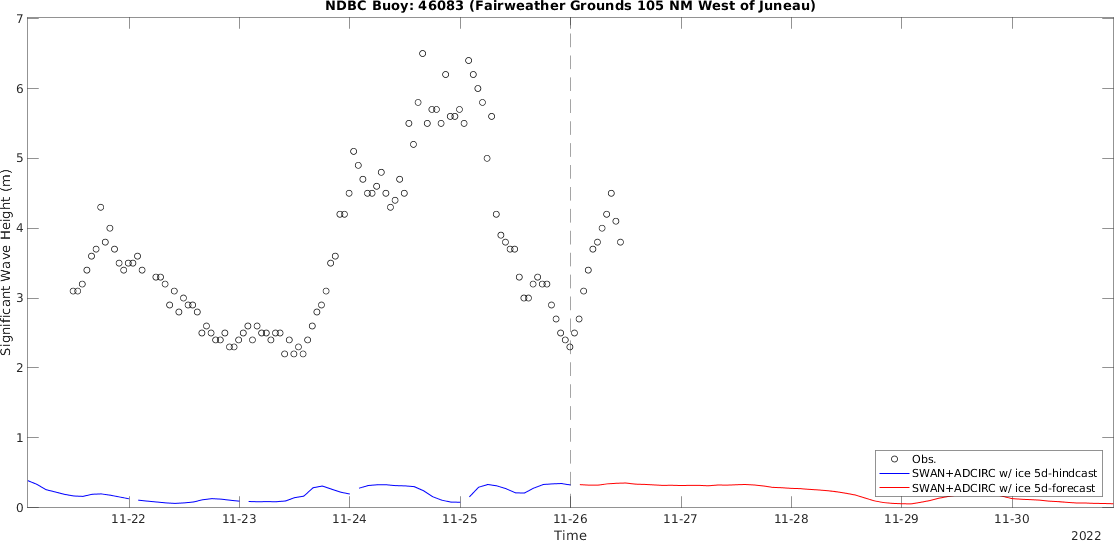 NDBC Buoy: 46083 (Fairweather Grounds 105 NM West of Juneau)
7
6
5
4
3
2
1
0
Significant Wave Height (m)
Obs.
SWAN+ADCIRC w/ ice 5d-hindcast
SWAN+ADCIRC w/ ice 5d-forecast
11-22 11-23 11-24 11-25 11-26 11-27 11-28 11-29 11-30
Time
2022